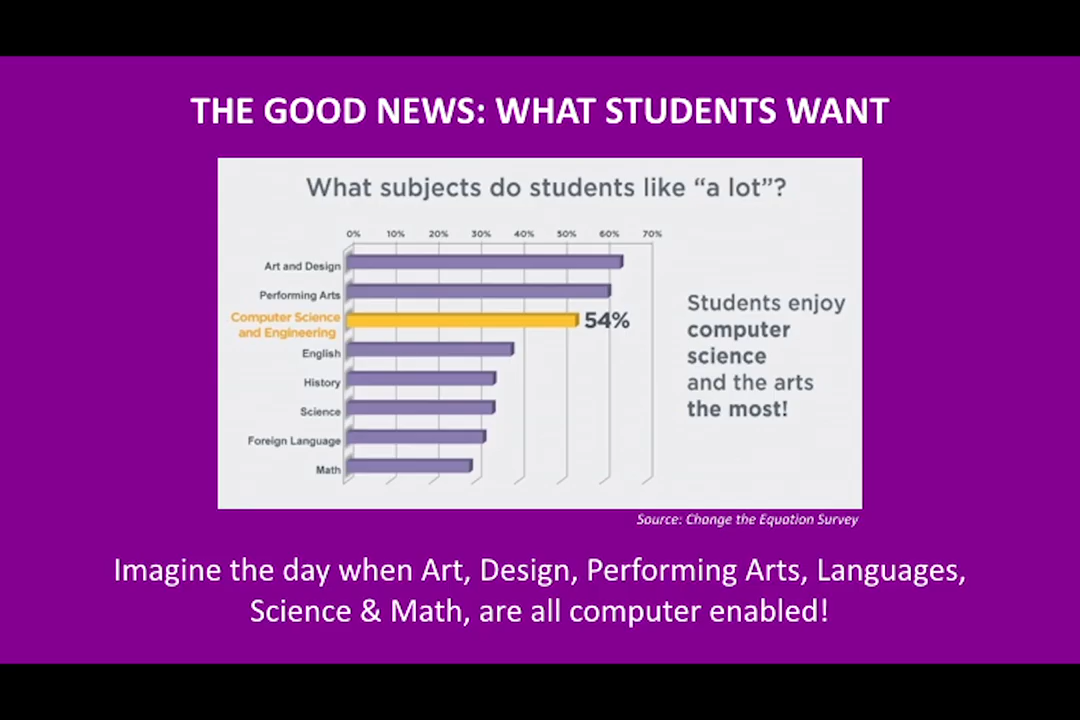 THE GOOD NEWS: WHAT STUDENTS WANT
What subjects do students like “a lot”?
0% 10% 20% 30% 40% 50% 60% 70%
Art and Design
Performing Arts
Computer Science
and Engineering
54%
English
History
Science
Foreign Language
Math
Students enjoy
computer
science
and the arts
the most!
Source: Change the Equation Survey
Imagine the day when Art, Design, Performing Arts, Languages,
Science & Math, are all computer enabled!